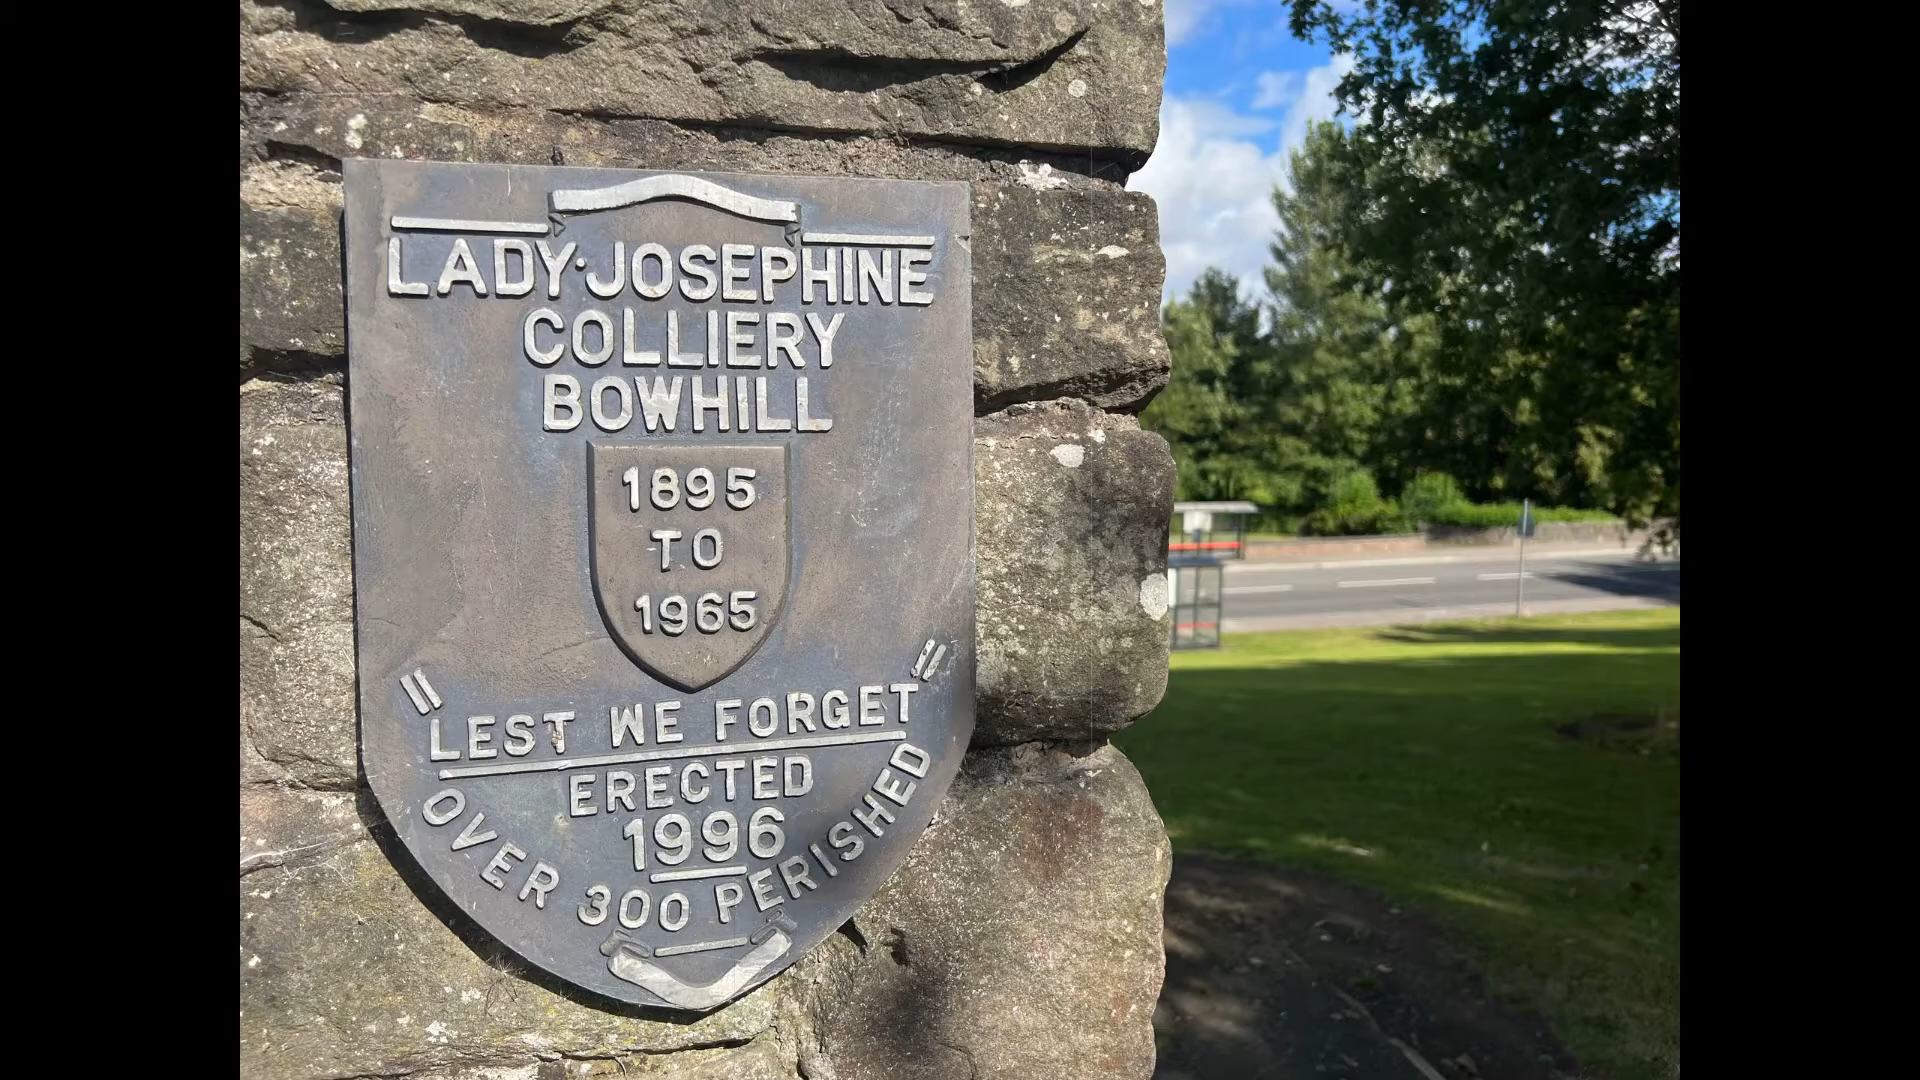 LADY·JOSEPHINE
COLLIERY
BOWHILL
1895
TO
1965
"LEST WE FORGET"
ERECTED
1996
OVER 300 PERISHED